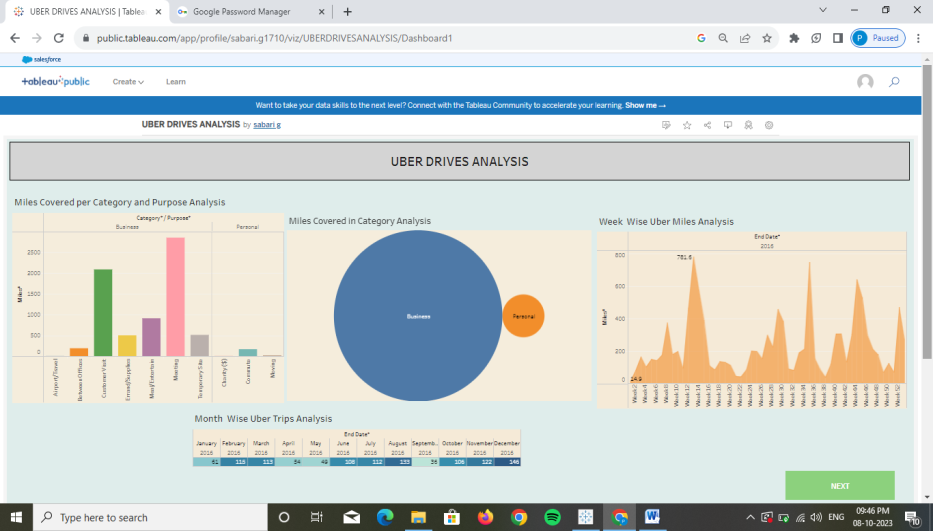 UBER DRIVES ANALYSIS | Tablea
Google Password Manager
public.tableau.com/app/profile/sabari.g1710/viz/UBERDRIVESANALYSIS/Dashboard1
Paused
salesforce
+ableau public
Create
Learn
Want to take your data skills to the next level? Connect with the Tableau Community to accelerate your learning. Show me →
UBER DRIVES ANALYSIS by sabari g
UBER DRIVES ANALYSIS
Miles Covered per Category and Purpose Analysis
Category* / Purpose*
Business Personal
Miles*
2500
2000
1500
1000
500
0
Airport/Travel
Between Offices
Customer Visit
Errand/Supplies
Meal/Entertain
Meeting
Temporary Site
Charity ($)
Commute
Moving
Miles Covered in Category Analysis
Business
Personal
Week Wise Uber Miles Analysis
End Date*
2016
Miles*
800
600
400
200
0
781.6
14.9
Week 2
Week 4
Week 6
Week 8
Week 10
Week 12
Week 14
Week 16
Week 18
Week 20
Week 22
Week 24
Week 26
Week 28
Week 30
Week 32
Week 34
Week 36
Week 38
Week 40
Week 42
Week 44
Week 46
Week 48
Week 50
Week 52
Month Wise Uber Trips Analysis
End Date*
January February March April May June July August Septemb.. October November December
2016 2016 2016 2016 2016 2016 2016 2016 2016 2016 2016 2016
61 115 113 54 49 108 112 133 36 106 122 146
NEXT
Type here to search
ENG
09:46 PM
08-10-2023
10